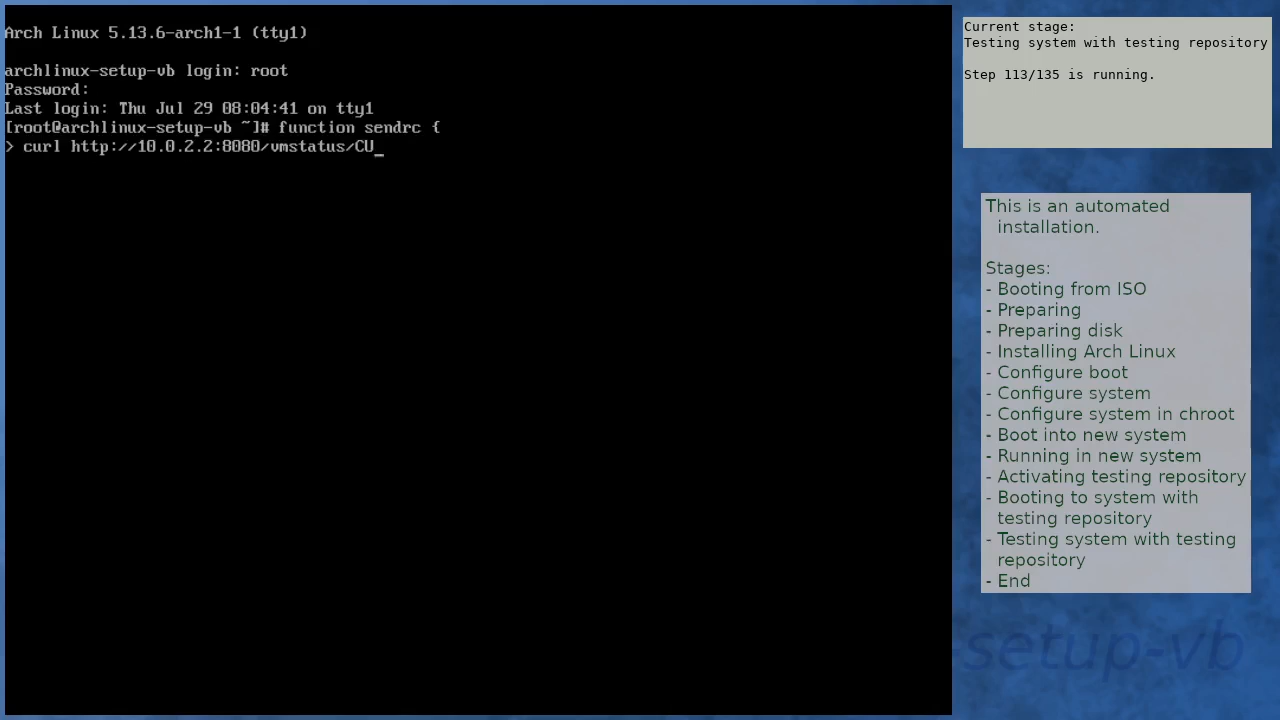 Arch Linux 5.13.6-arch1-1 (tty1)
archlinux-setup-vb login: root
Password:
Last login: Thu Jul 29 08:04:41 on tty1
[root@archlinux-setup-vb ~]# function sendrc {
> curl http://10.0.2.2:8080/vmstatus/CU_
Current stage:
Testing system with testing repository
Step 113/135 is running.
This is an automated
installation.
Stages:
- Booting from ISO
- Preparing
- Preparing disk
- Installing Arch Linux
- Configure boot
- Configure system
- Configure system in chroot
- Boot into new system
- Running in new system
- Activating testing repository
- Booting to system with
testing repository
- Testing system with testing
repository
- End
-setup-vb